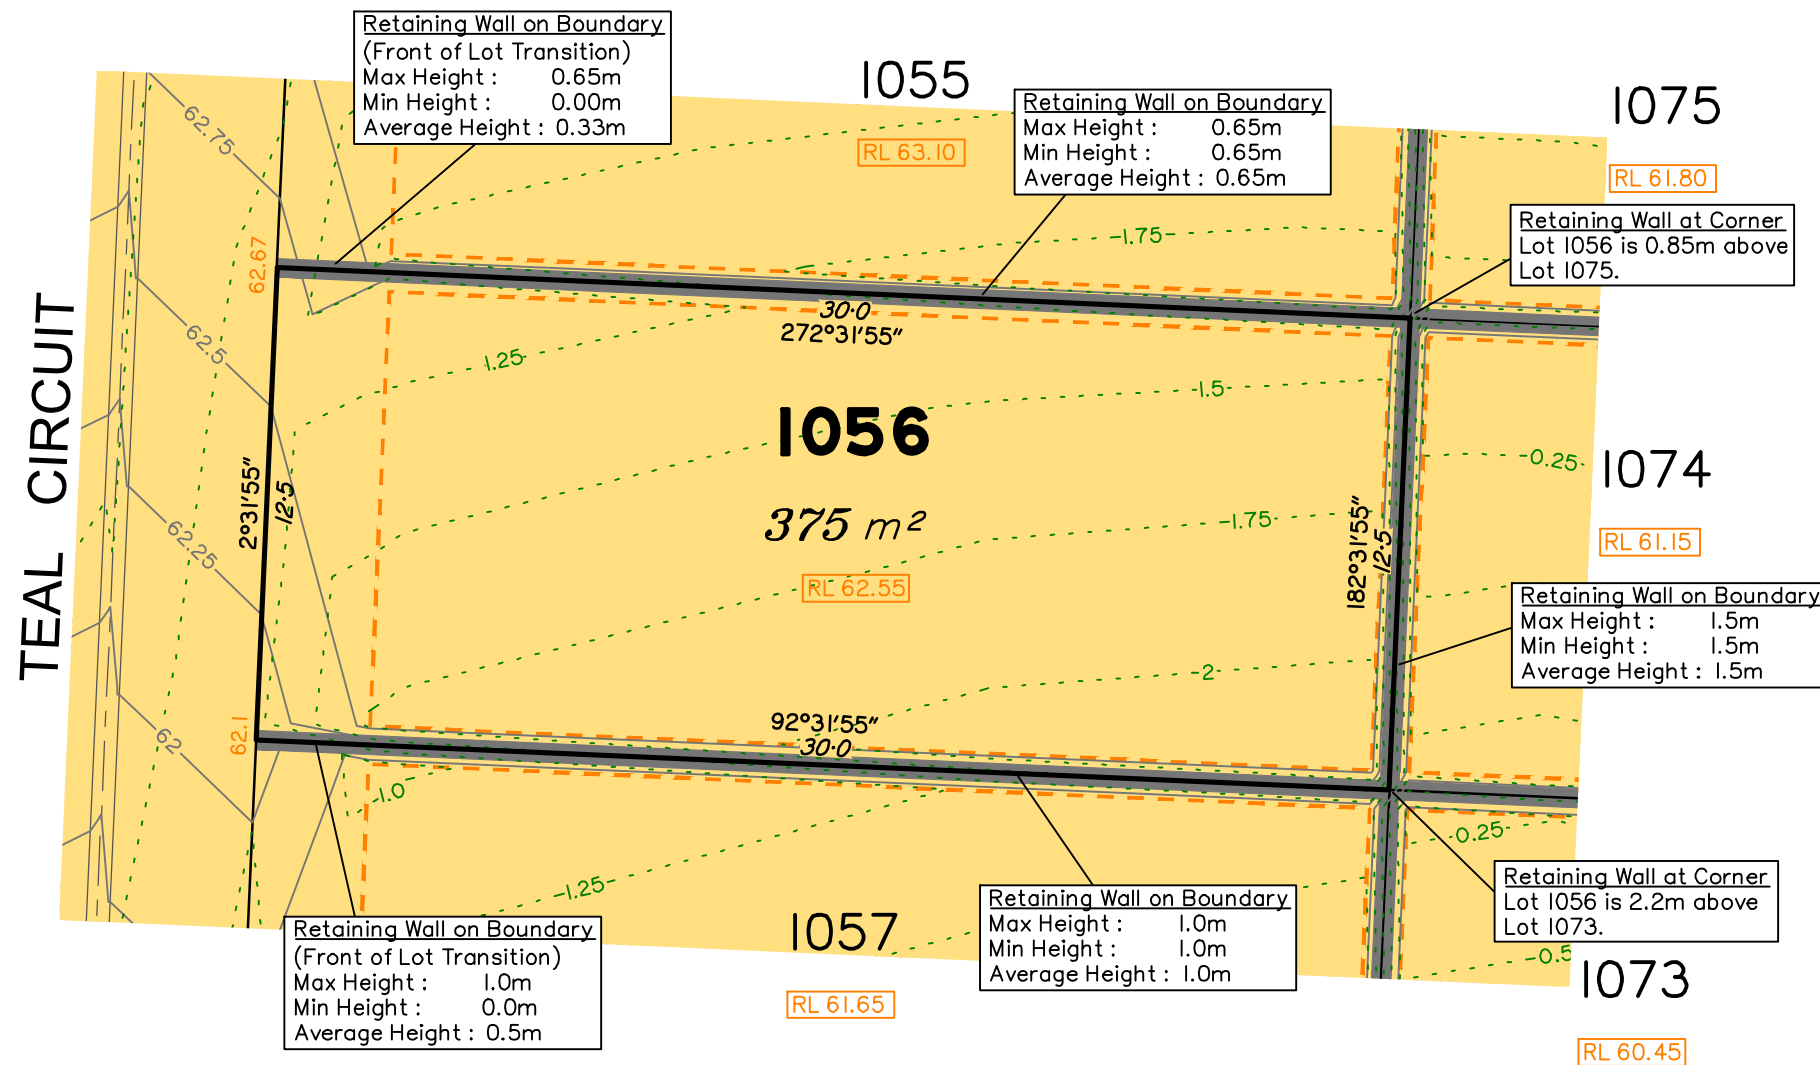 Retaining Wall on Boundary
(Front of Lot Transition)
Max Height : 0.65m
Min Height : 0.00m
Average Height : 0.33m
1055
RL 63.10
Retaining Wall on Boundary
Max Height : 0.65m
Min Height : 0.65m
Average Height : 0.65m
1075
RL 61.80
Retaining Wall at Corner
Lot 1056 is 0.85m above
Lot 1075.
62.75
62.67
-1.75-
30·0
272°31'55"
62.5
1.25
-1.5-
TEAL CIRCUIT
1056
375 m²
RL 62.55
2°31'55"
12·5
62.25
-1.75-
182°31'55"
12·5
-0.25-
1074
RL 61.15
Retaining Wall on Boundary
Max Height : 1.5m
Min Height : 1.5m
Average Height : 1.5m
-2-
62.1
62
92°31'55"
30·0
-1.0
-1.25-
-0.25-
Retaining Wall at Corner
Lot 1056 is 2.2m above
Lot 1073.
Retaining Wall on Boundary
(Front of Lot Transition)
Max Height : 1.0m
Min Height : 0.0m
Average Height : 0.5m
1057
RL 61.65
Retaining Wall on Boundary
Max Height : 1.0m
Min Height : 1.0m
Average Height : 1.0m
-0.5
1073
RL 60.45